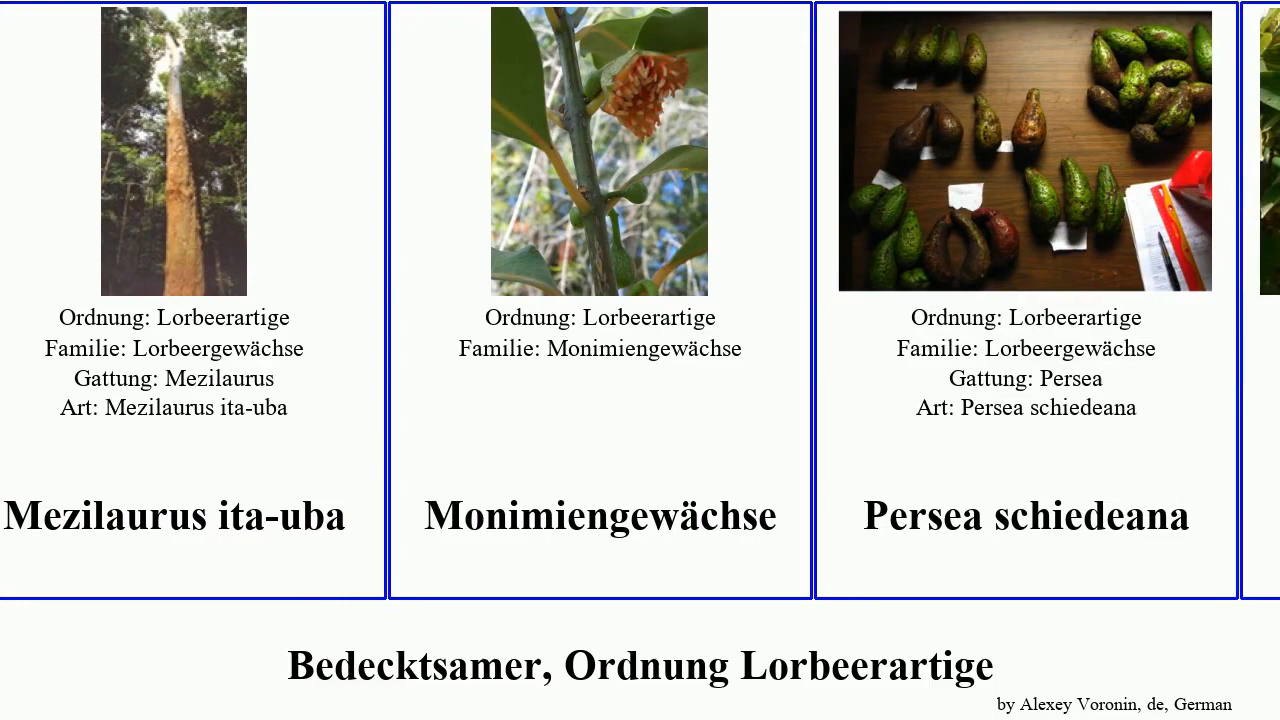 Ordnung: Lorbeerartige
Familie: Lorbeergewächse
Gattung: Mezilaurus
Art: Mezilaurus ita-uba
Mezilaurus ita-uba
Ordnung: Lorbeerartige
Familie: Monimiengewächse
Monimiengewächse
Ordnung: Lorbeerartige
Familie: Lorbeergewächse
Gattung: Persea
Art: Persea schiedeana
Persea schiedeana
Bedecktsamer, Ordnung Lorbeerartige
by Alexey Voronin, de, German